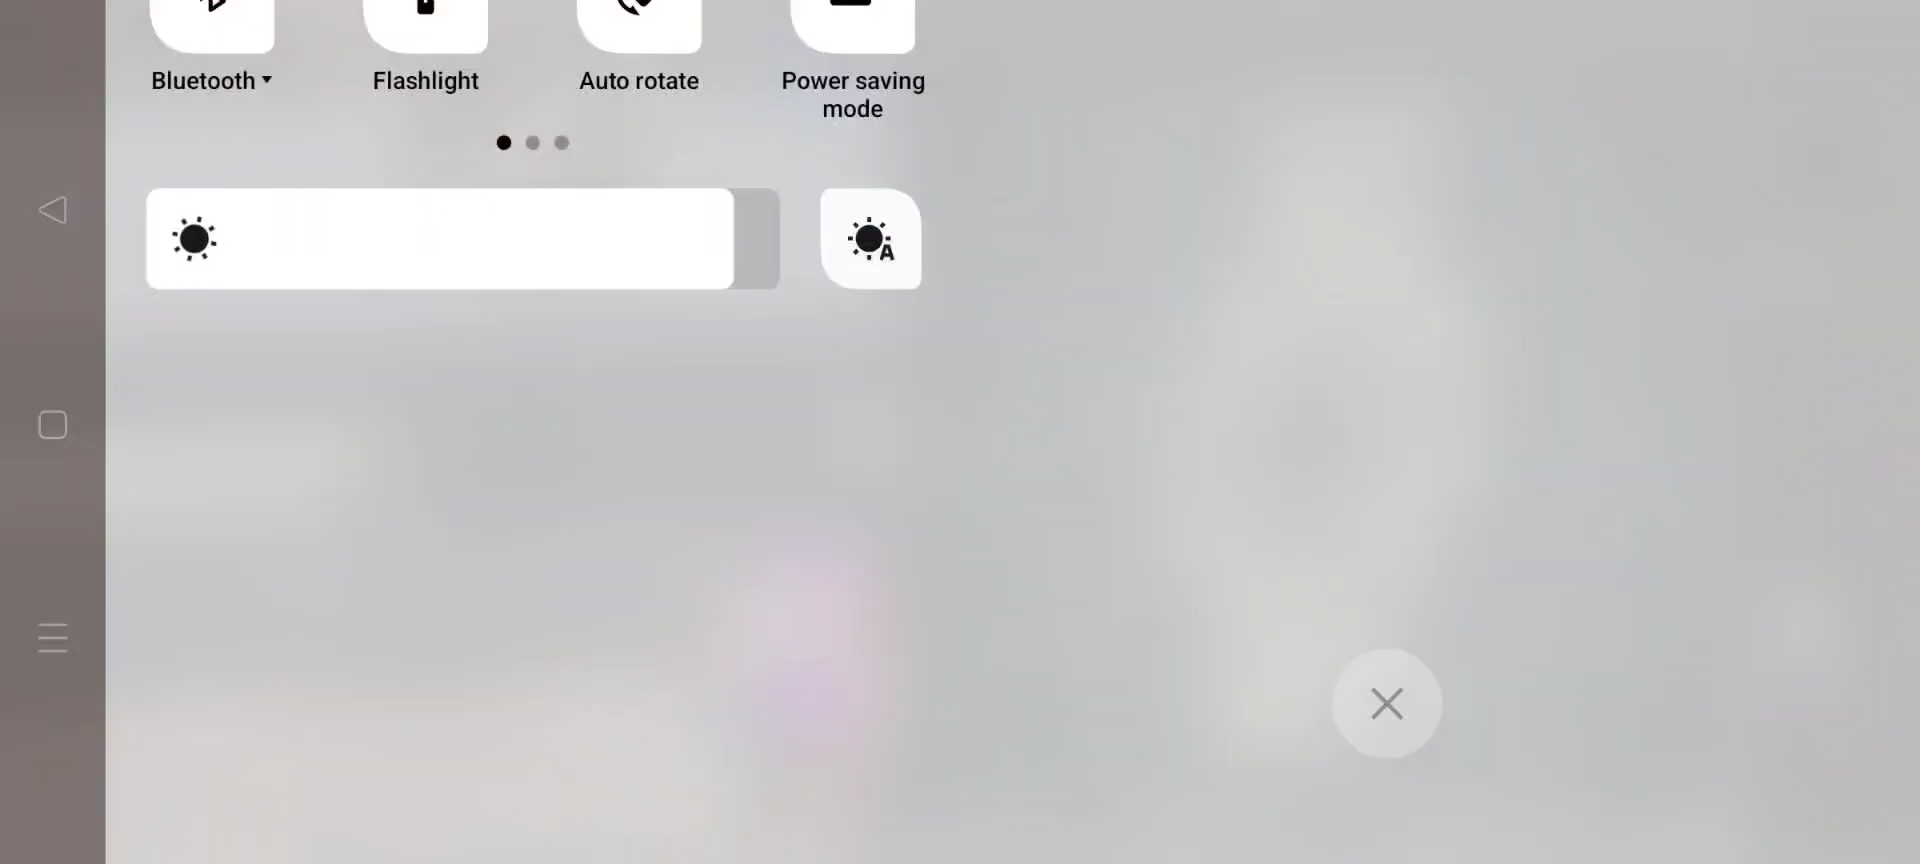 Bluetooth
Flashlight
Auto rotate
Power saving
mode
A